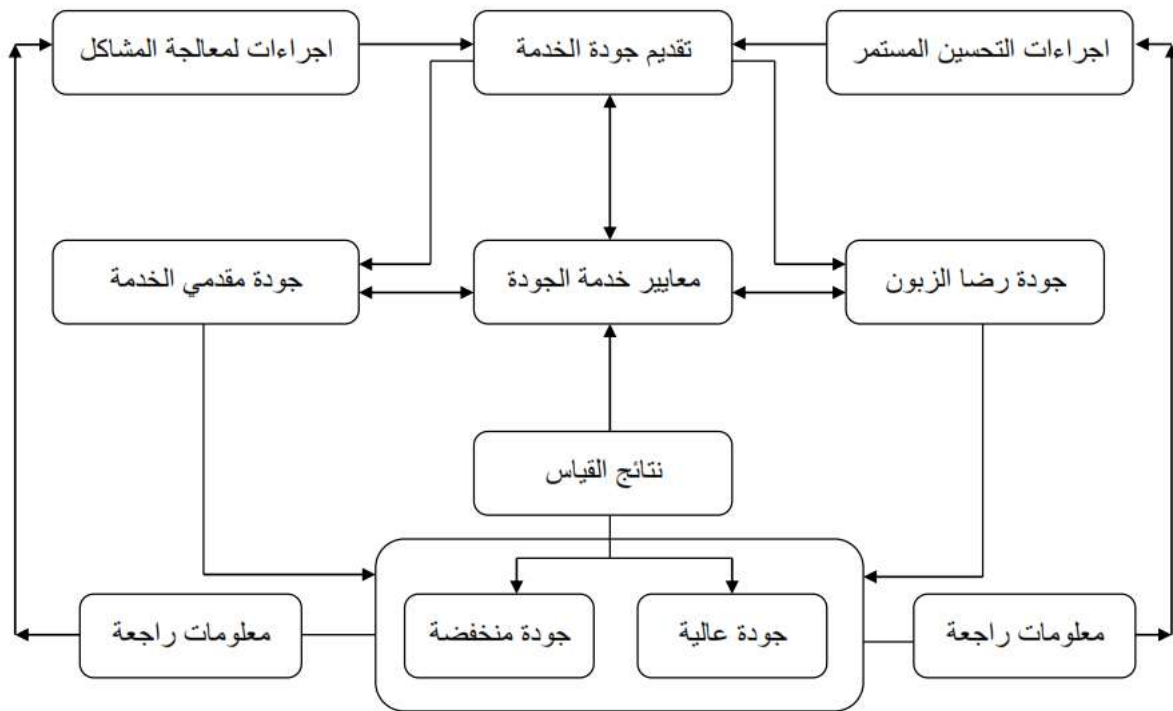 اجراءات التحسين المستمر
تقديم جودة الخدمة
اجراءات لمعالجة المشاكل
جودة رضا الزبون
معايير خدمة الجودة
جودة مقدمي الخدمة
نتائج القياس
معلومات راجعة
جودة عالية
جودة منخفضة
معلومات راجعة